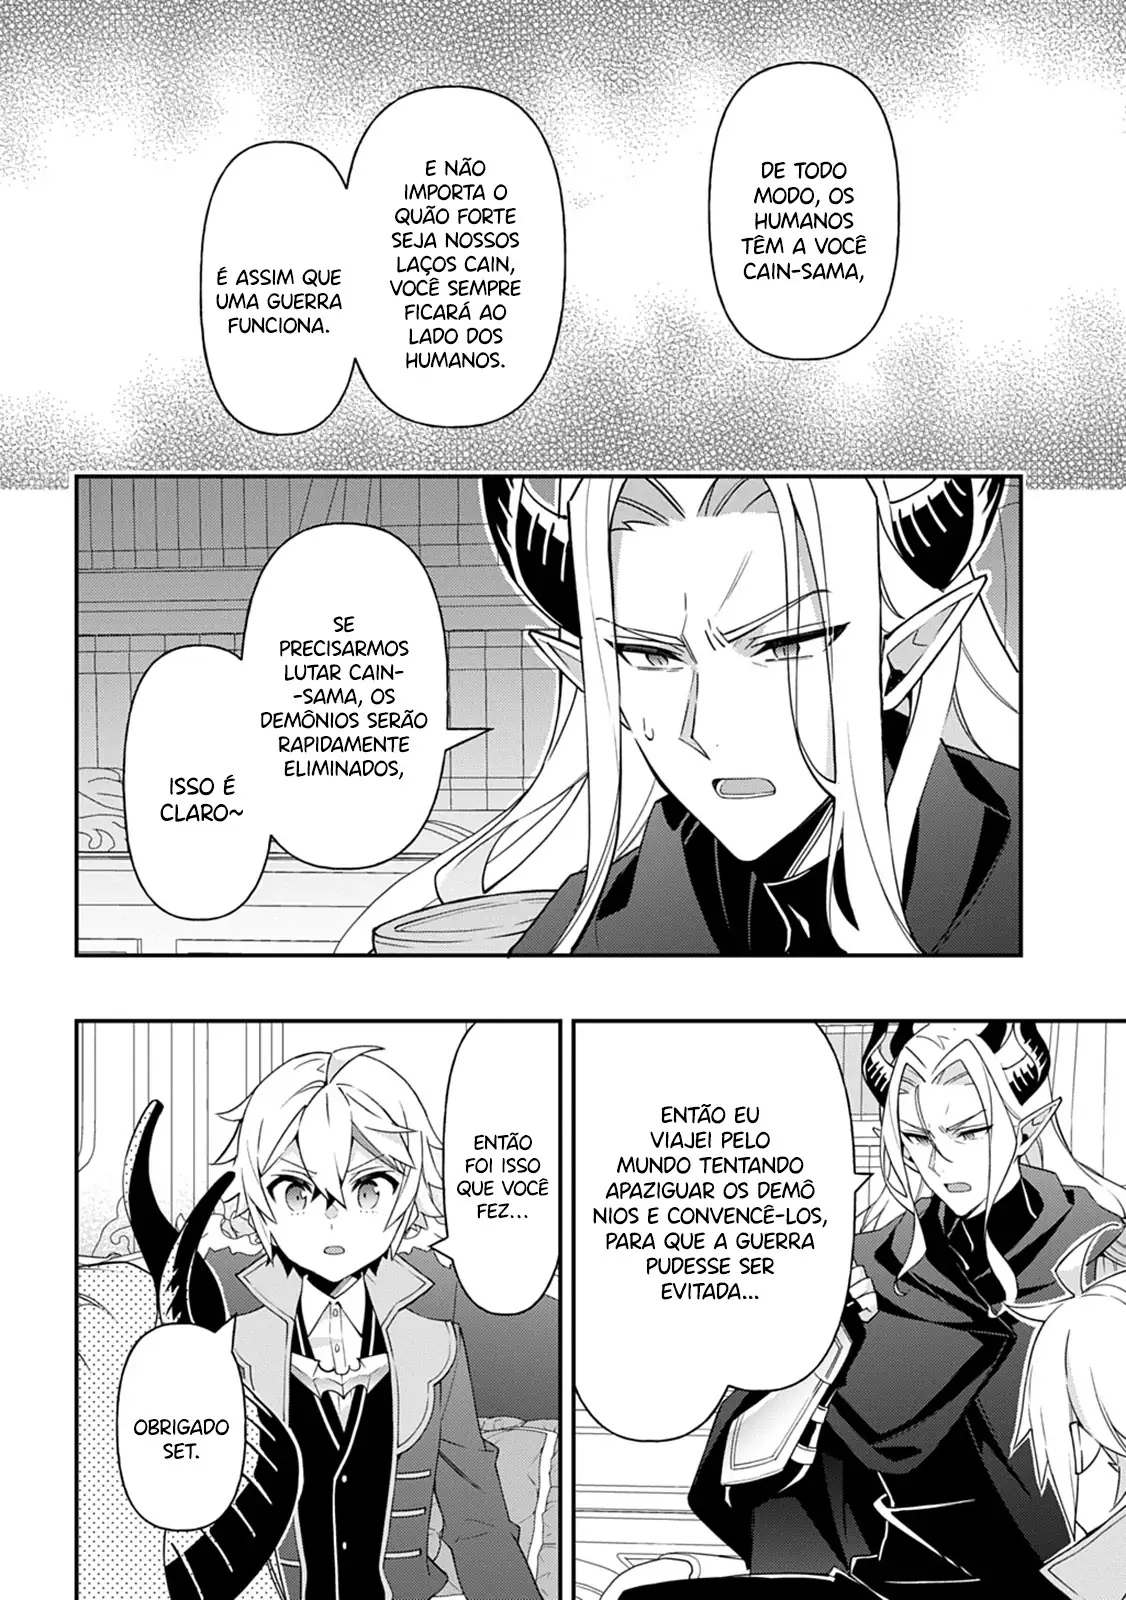 DE TODO
MODO, OS
HUMANOS
TÊM A VOCÊ
CAIN-SAMA,
E NÃO
IMPORTA O
QUÃO FORTE
SEJA NOSSOS
LAÇOS CAIN,
VOCÊ SEMPRE
FICARÁ AO
LADO DOS
HUMANOS.
É ASSIM QUE
UMA GUERRA
FUNCIONA.
SE
PRECISARMOS
LUTAR CAIN-
-SAMA, OS
DEMÔNIOS SERÃO
RAPIDAMENTE
ELIMINADOS,
ISSO É
CLARO~
ENTÃO EU
VIAJEI PELO
MUNDO TENTANDO
APAZIGUAR OS DEMÔ
NIOS E CONVENCÊ-LOS,
PARA QUE A GUERRA
PUDESSE SER
EVITADA...
ENTÃO
FOI ISSO
QUE VOCÊ
FEZ...
OBRIGADO
SET.